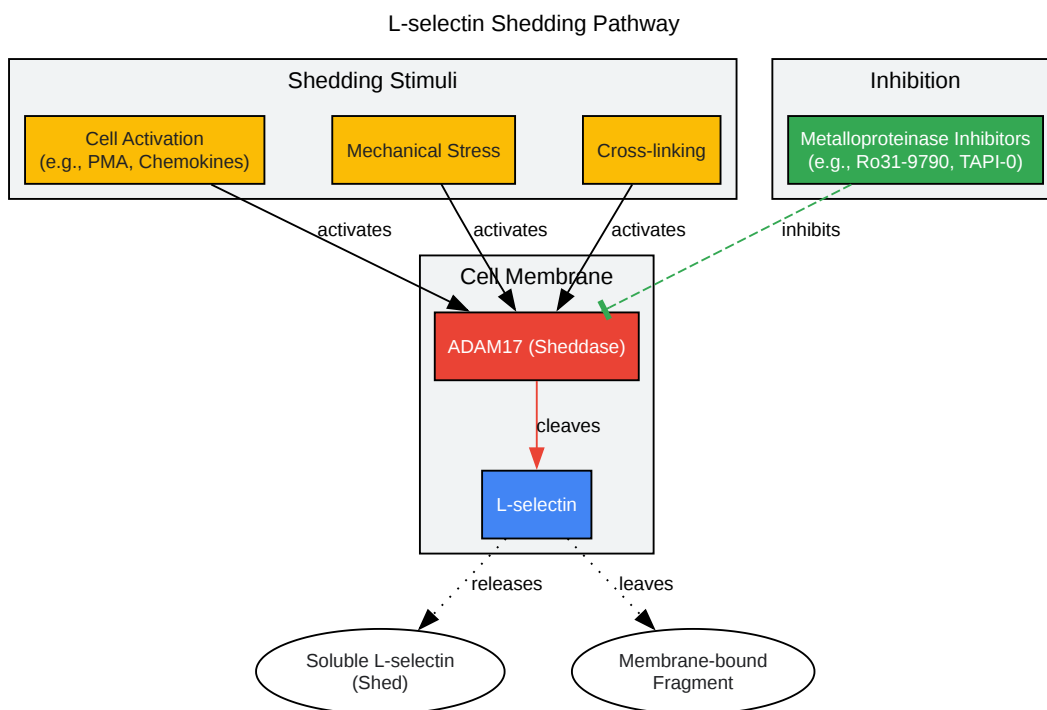 L-selectin Shedding Pathway
Shedding Stimuli
Inhibition
Cell Activation
(e.g., PMA, Chemokines)
Mechanical Stress
Cross-linking
Metalloproteinase Inhibitors
(e.g., Ro31-9790, TAPI-0)
activates
activates
activates
inhibits
Cell Membrane
ADAM17 (Sheddase)
cleaves
L-selectin
releases
leaves
Soluble L-selectin
(Shed)
Membrane-bound
Fragment